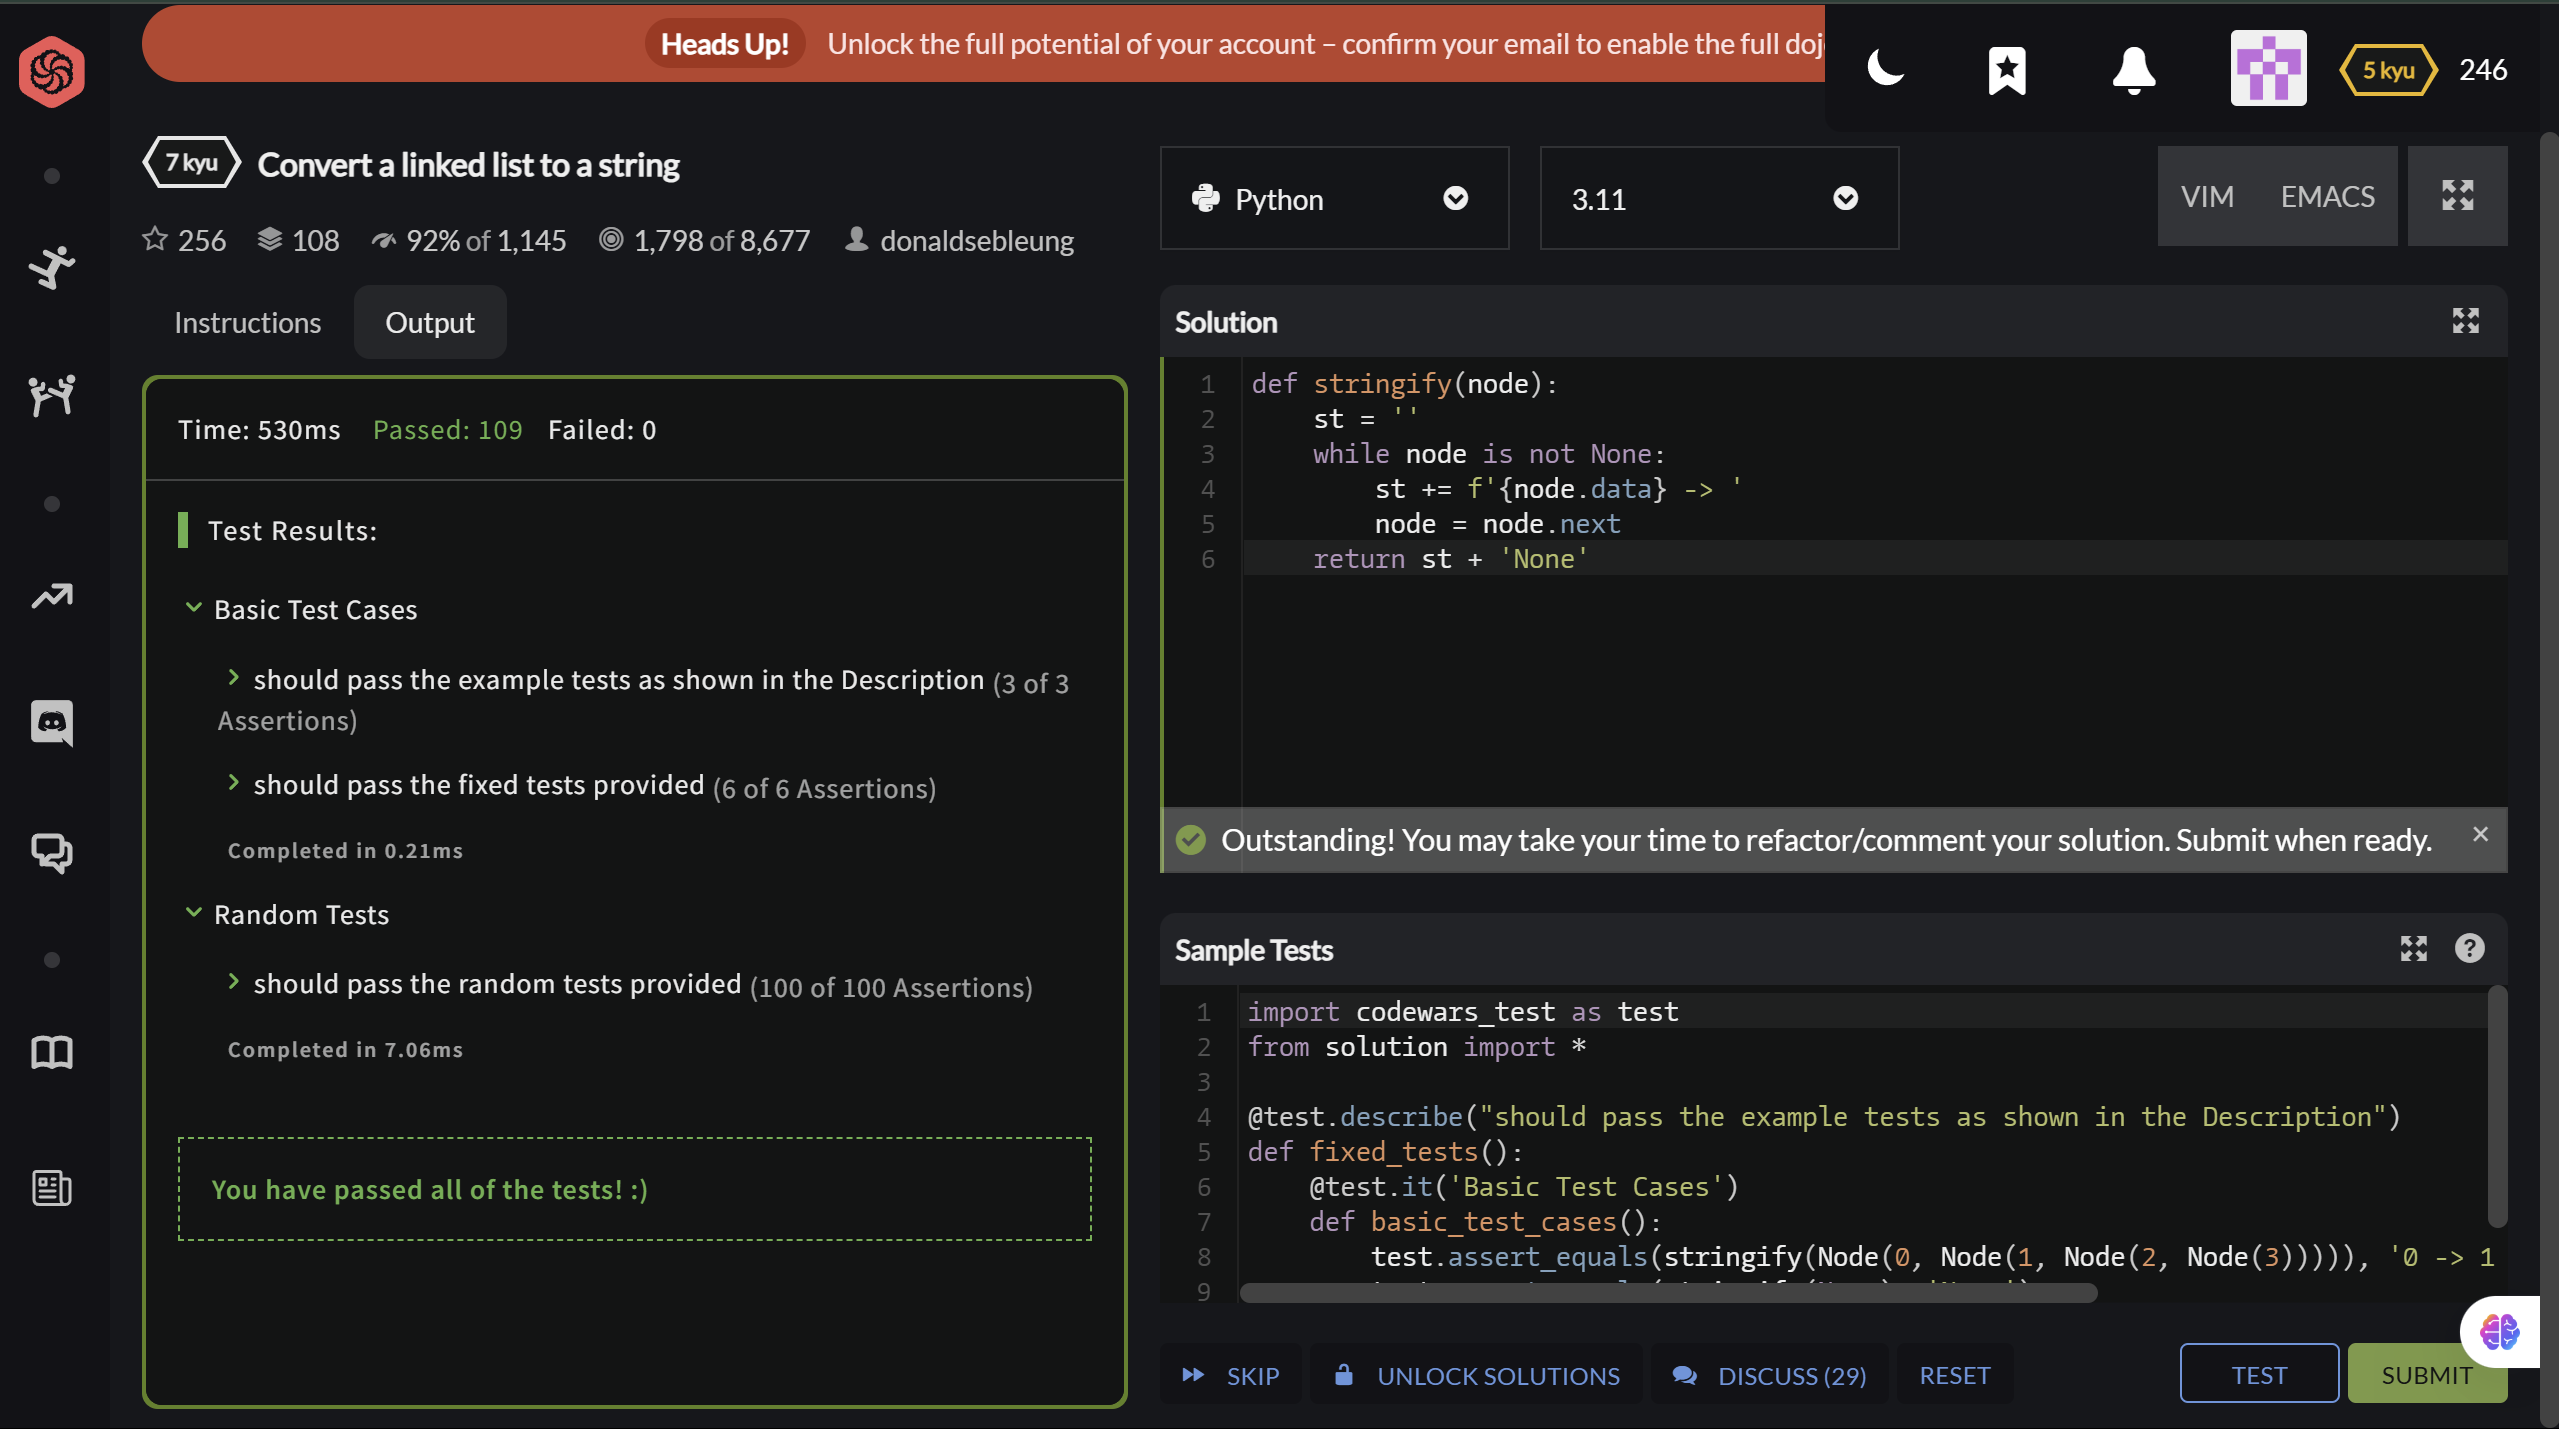 Heads Up! Unlock the full potential of your account – confirm your email to enable the full doj
5 kyu 246
7 kyu Convert a linked list to a string
256 108 92% of 1,145 1,798 of 8,677 donaldsebleung
Instructions Output
Time: 530ms Passed: 109 Failed: 0
Test Results:
Basic Test Cases
should pass the example tests as shown in the Description (3 of 3
Assertions)
should pass the fixed tests provided (6 of 6 Assertions)
Completed in 0.21ms
Random Tests
should pass the random tests provided (100 of 100 Assertions)
Completed in 7.06ms
You have passed all of the tests! :)
Python 3.11 VIM EMACS
Solution
1 def stringify(node):
2 st = ''
3 while node is not None:
4 st += f'{node.data} -> '
5 node = node.next
6 return st + 'None'
Outstanding! You may take your time to refactor/comment your solution. Submit when ready.
Sample Tests
1 import codewars_test as test
2 from solution import *
3
4 @test.describe("should pass the example tests as shown in the Description")
5 def fixed_tests():
6 @test.it('Basic Test Cases')
7 def basic_test_cases():
8 test.assert_equals(stringify(Node(0, Node(1, Node(2, Node(3))))), '0 -> 1
9
SKIP UNLOCK SOLUTIONS DISCUSS (29) RESET TEST SUBMIT